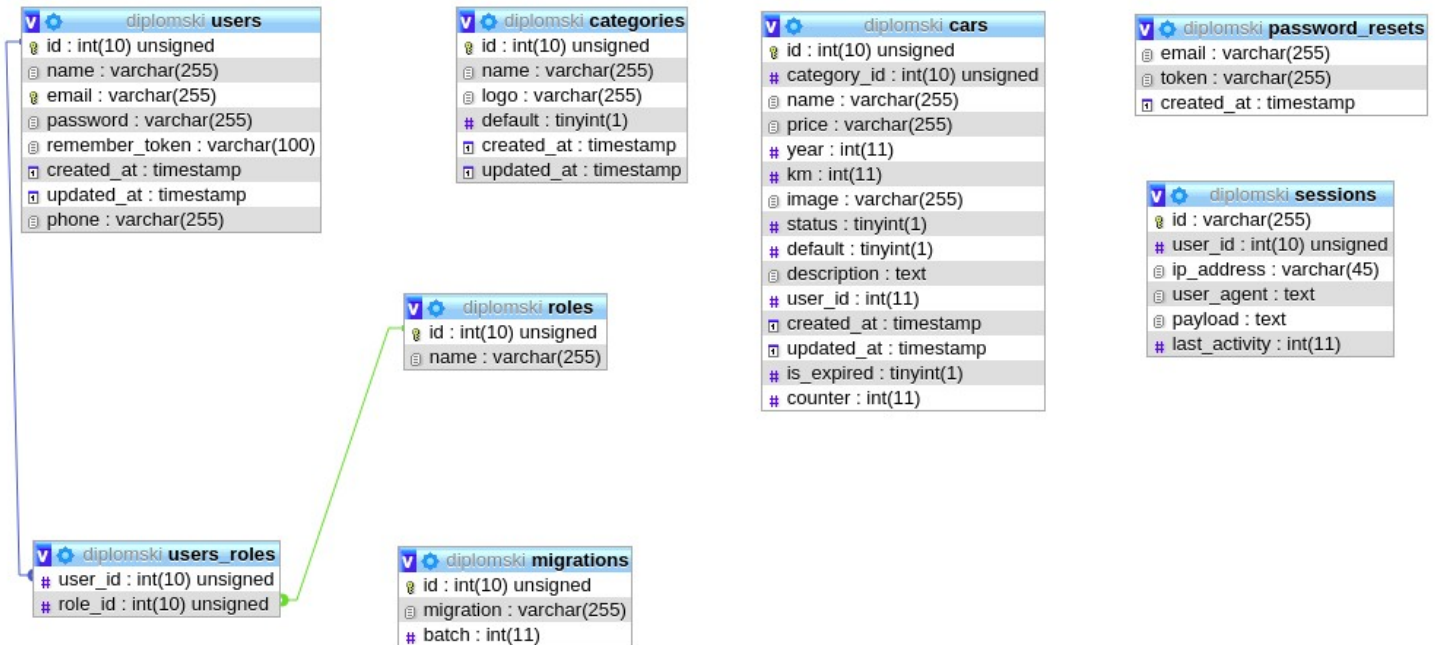 diplomski users
id : int(10) unsigned
name : varchar(255)
email : varchar(255)
password : varchar(255)
remember_token : varchar(100)
created_at : timestamp
updated_at : timestamp
phone : varchar(255)
diplomski categories
id : int(10) unsigned
name : varchar(255)
logo : varchar(255)
default : tinyint(1)
created_at : timestamp
updated_at : timestamp
diplomski cars
id : int(10) unsigned
category_id : int(10) unsigned
name : varchar(255)
price : varchar(255)
year : int(11)
km : int(11)
image : varchar(255)
status : tinyint(1)
default : tinyint(1)
description : text
user_id : int(11)
created_at : timestamp
updated_at : timestamp
is_expired : tinyint(1)
counter : int(11)
diplomski password_resets
email : varchar(255)
token : varchar(255)
created_at : timestamp
diplomski sessions
id : varchar(255)
user_id : int(10) unsigned
ip_address : varchar(45)
user_agent : text
payload : text
last_activity : int(11)
diplomski roles
id : int(10) unsigned
name : varchar(255)
diplomski users_roles
user_id : int(10) unsigned
role_id : int(10) unsigned
diplomski migrations
id : int(10) unsigned
migration : varchar(255)
batch : int(11)